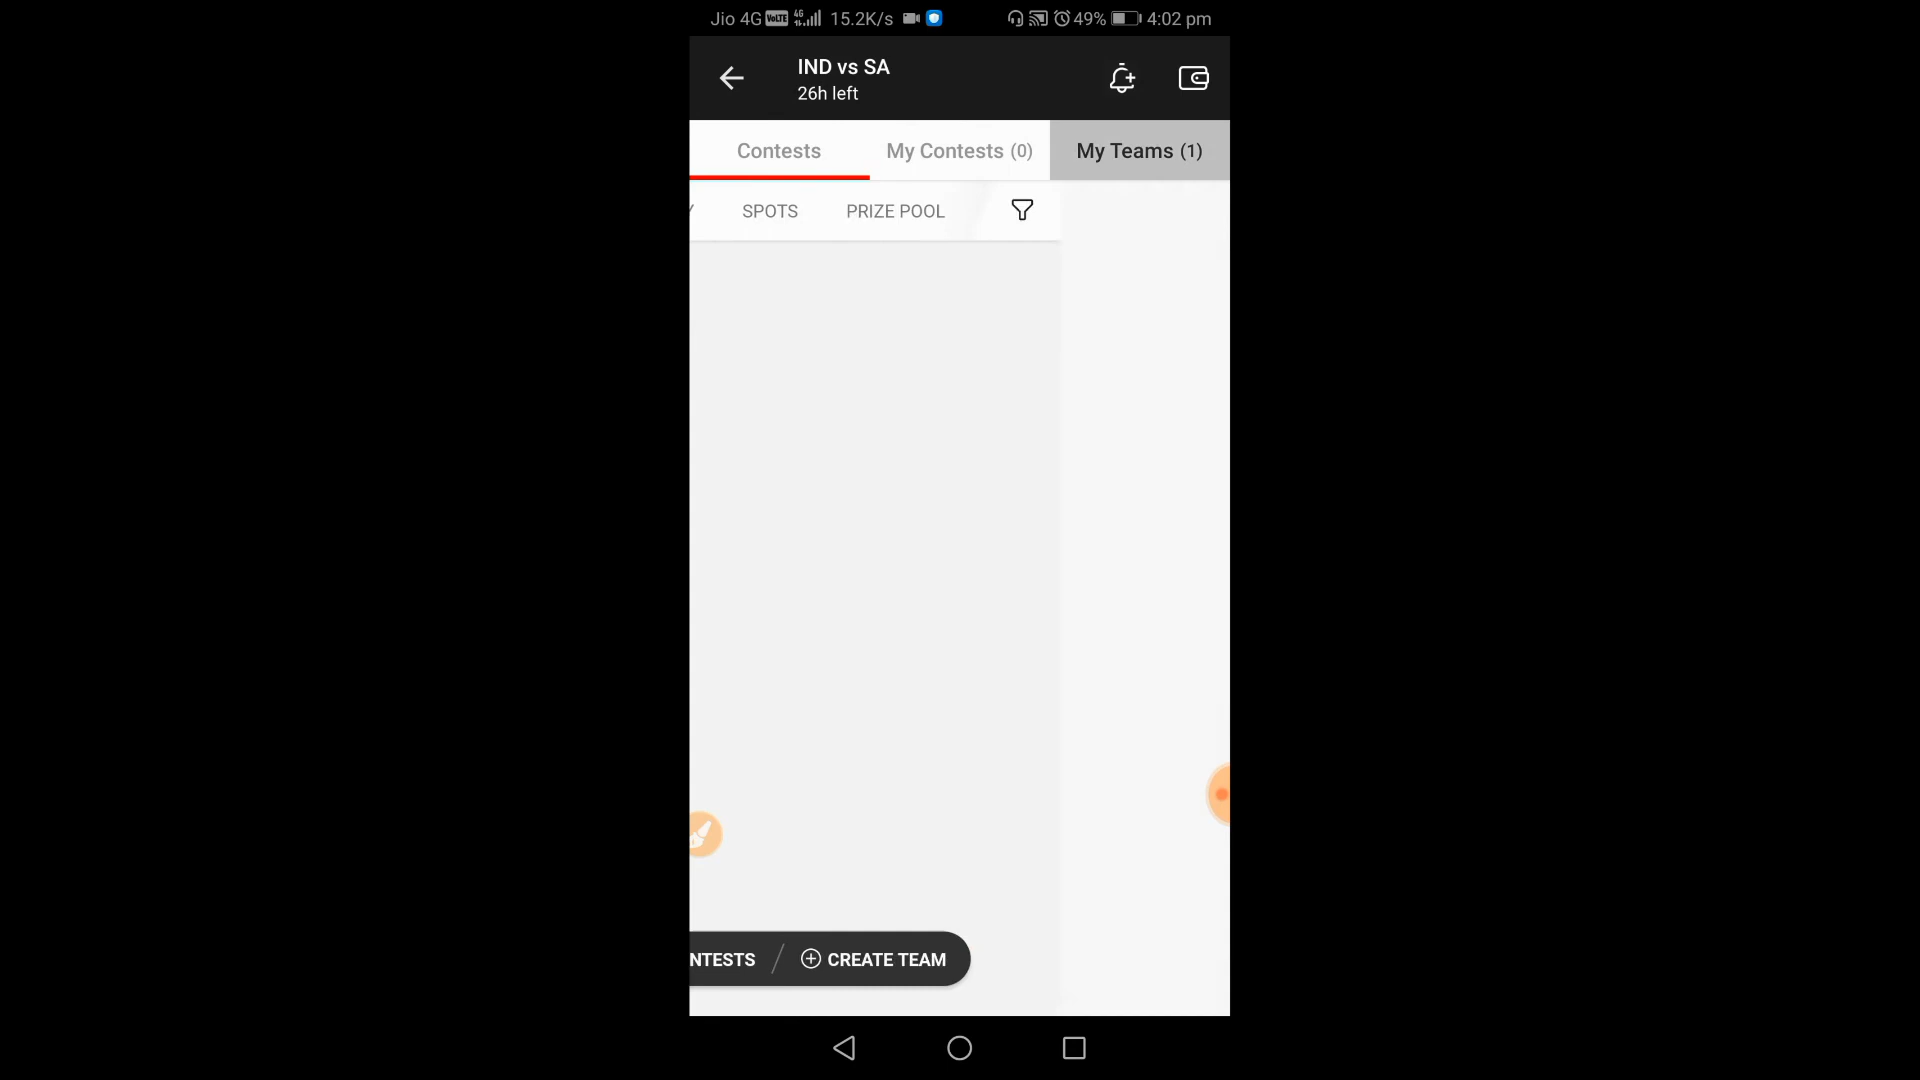 Jio 4G VoLTE 4G 15.2K/s 49% 4:02 pm
IND vs SA
26h left
Contests My Contests (0) My Teams (1)
SPOTS PRIZE POOL
NTESTS CREATE TEAM